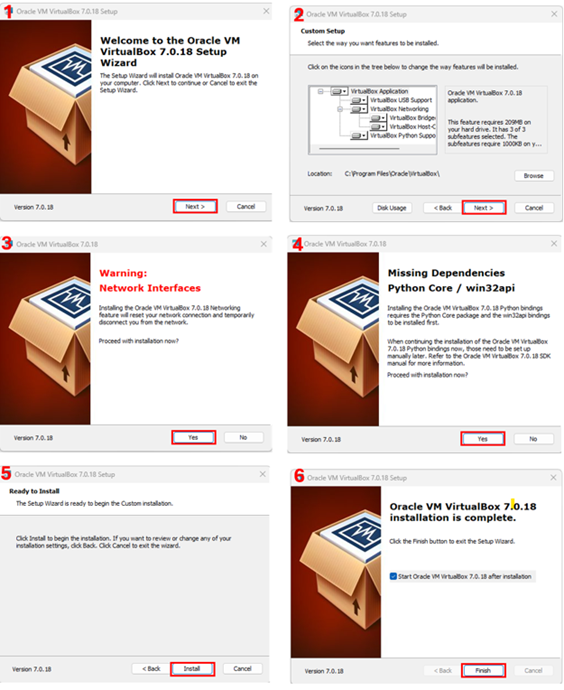 1
Oracle VM VirtualBox 7.0.18 Setup
Welcome to the Oracle VM
VirtualBox 7.0.18 Setup
Wizard
The Setup Wizard will install Oracle VM VirtualBox 7.0.18 on
your computer. Click Next to continue or Cancel to exit the
Setup Wizard.
Version 7.0.18
Next >
Cancel
2
Oracle VM VirtualBox 7.0.18 Setup
Custom Setup
Select the way you want features to be installed.
Click on the icons in the tree below to change the way features will be installed.
VirtualBox Application
VirtualBox USB Support
VirtualBox Networking
VirtualBox Bridge
VirtualBox Host-C
VirtualBox Python Suppo
Oracle VM VirtualBox 7.0.18
application.
This feature requires 209MB on
your hard drive. It has 3 of 3
subfeatures selected. The
subfeatures require 1000KB on y...
Location:
C:\Program Files\Oracle\VirtualBox\
Browse
Version 7.0.18
Disk Usage
< Back
Next >
Cancel
3
Oracle VM VirtualBox 7.0.18
Warning:
Network Interfaces
Installing the Oracle VM VirtualBox 7.0.18 Networking
feature will reset your network connection and temporarily
disconnect you from the network.
Proceed with installation now?
Version 7.0.18
Yes
No
4
Oracle VM VirtualBox 7.0.18
Missing Dependencies
Python Core / win32api
Installing the Oracle VM VirtualBox 7.0.18 Python bindings
requires the Python Core package and the win32api bindings
to be installed first.
When continuing the installation of the Oracle VM VirtualBox
7.0.18 Python bindings now, those need to be set up
manually later. Refer to the Oracle VM VirtualBox 7.0.18 SDK
manual for more information.
Proceed with installation now?
Version 7.0.18
Yes
No
5
Oracle VM VirtualBox 7.0.18 Setup
Ready to Install
The Setup Wizard is ready to begin the Custom installation.
Click Install to begin the installation. If you want to review or change any of your
installation settings, click Back. Click Cancel to exit the wizard.
Version 7.0.18
< Back
Install
Cancel
6
Oracle VM VirtualBox 7.0.18 Setup
Oracle VM VirtualBox 7.0.18
installation is complete.
Click the Finish button to exit the Setup Wizard.
Start Oracle VM VirtualBox 7.0.18 after installation
Version 7.0.18
< Back
Finish
Cancel